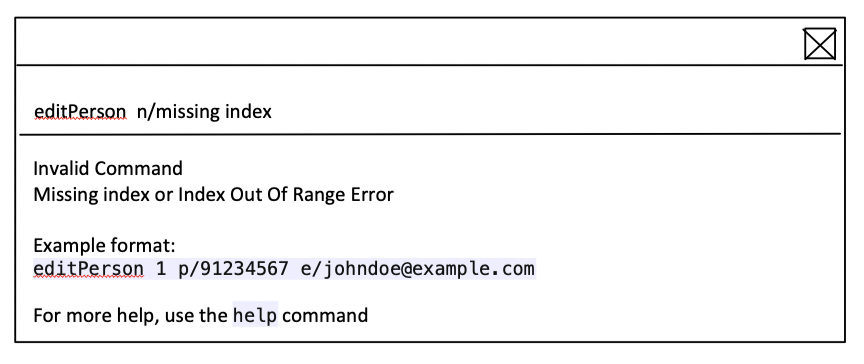 editPerson n/missing index
Invalid Command
Missing index or Index Out Of Range Error
Example format:
editPerson 1 p/91234567 e/johndoe@example.com
For more help, use the help command